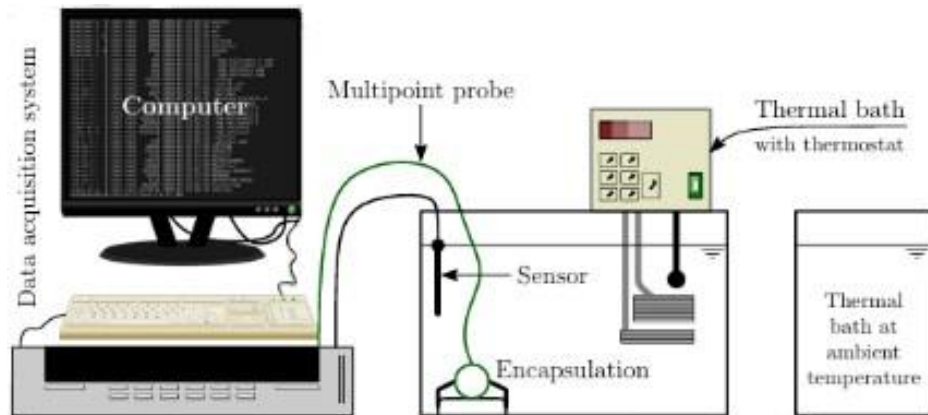 Data acquisition system
Computer
Multipoint probe
Thermal bath
with thermostat
Sensor
Encapsulation
Thermal
bath at
ambient
temperature